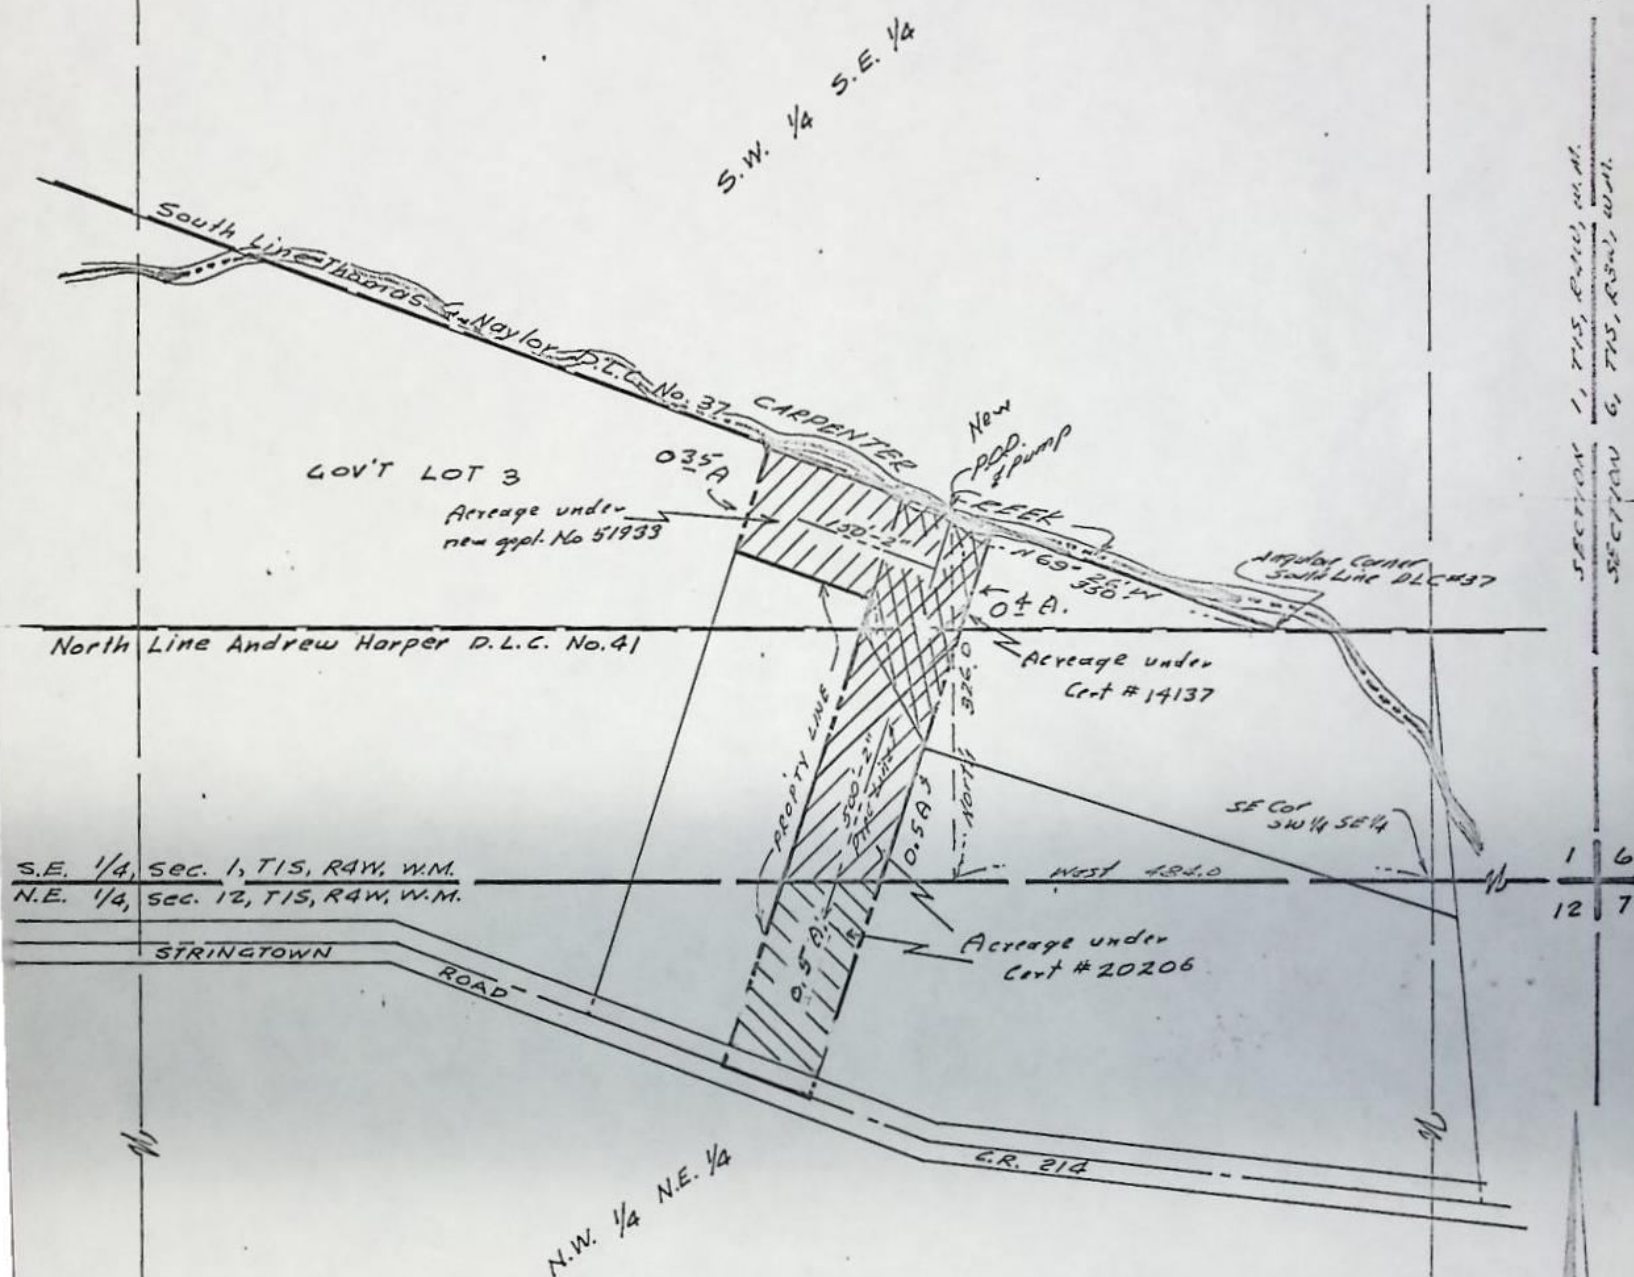 S.W. 1/4 S.E. 1/4
SECTION 1, T1S, R4W, W.M.
SECTION 6, T1S, R3W, W.M.
South Line Thomas G. Naylor D.L.C. No. 37
CARPENTER
CREEK
New
P.O.D.
& Pump
GOV'T LOT 3
0.35 A
Acreage under
new appl. No 51933
150'-2"
N 69° 26' W
350'
Angular Corner
South Line DLC #37
0.4 A.
North Line Andrew Harper D.L.C. No. 41
Acreage under
Cert # 14137
PROP'TY LINE
500'-2"
North 326.0
0.5 A
SE Cor
SW 1/4 SE 1/4
S.E. 1/4, Sec. 1, T1S, R4W, W.M.
West 484.0
1 6
N.E. 1/4, Sec. 12, T1S, R4W, W.M.
12 7
STRINGTOWN
ROAD
0.5 A.
Acreage under
Cert # 20206
C.R. 214
N.W. 1/4 N.E. 1/4